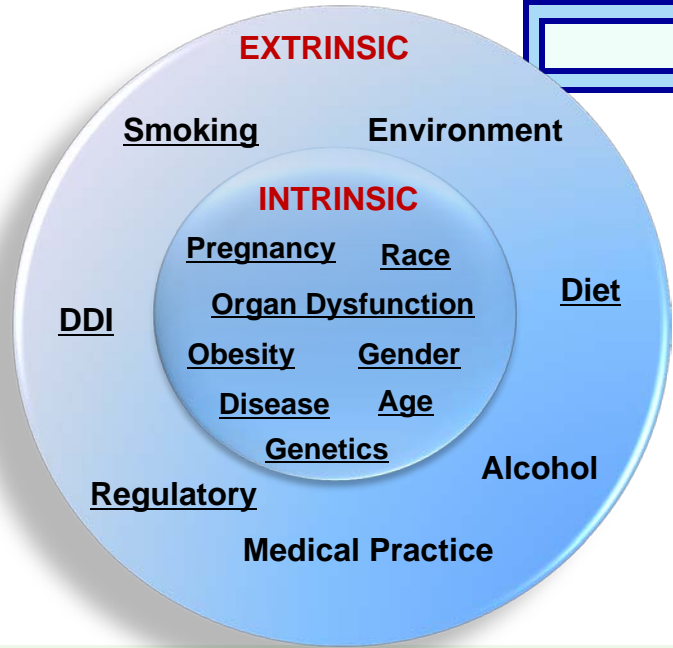 EXTRINSIC
Smoking Environment
INTRINSIC
Pregnancy Race
Organ Dysfunction
DDI Diet
Obesity Gender
Disease Age
Genetics
Alcohol
Regulatory
Medical Practice